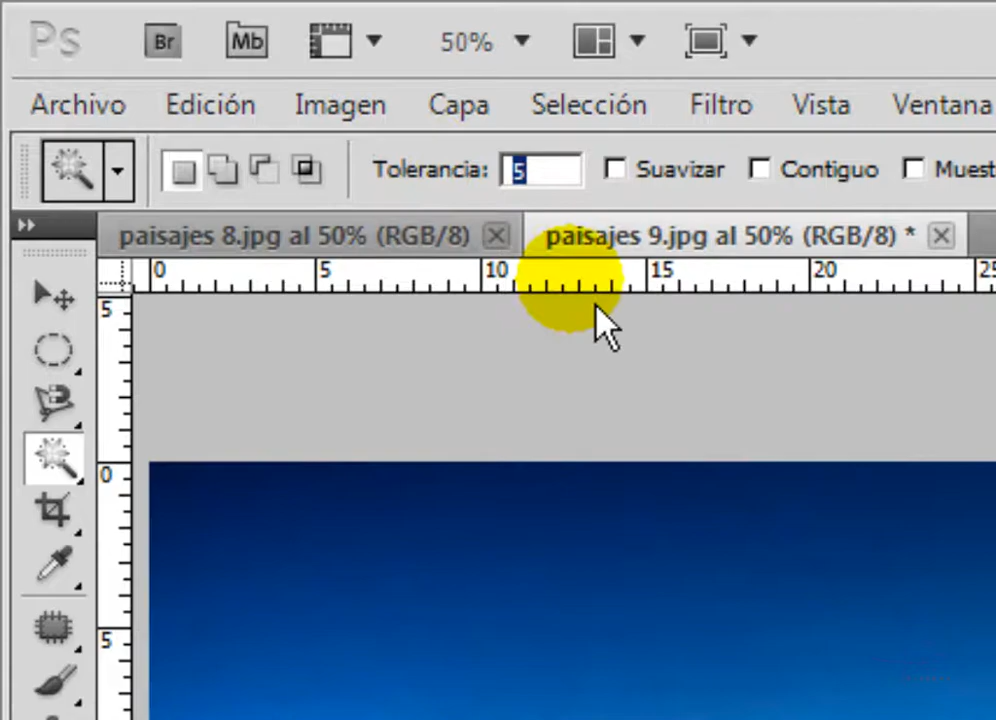 Ps Br Mb 50%
Archivo Edición Imagen Capa Selección Filtro Vista Ventana
Tolerancia: 5 Suavizar Contiguo Muest
paisajes 8.jpg al 50% (RGB/8) paisajes 9.jpg al 50% (RGB/8) *
0 5 10 15 20 25
5
0
5